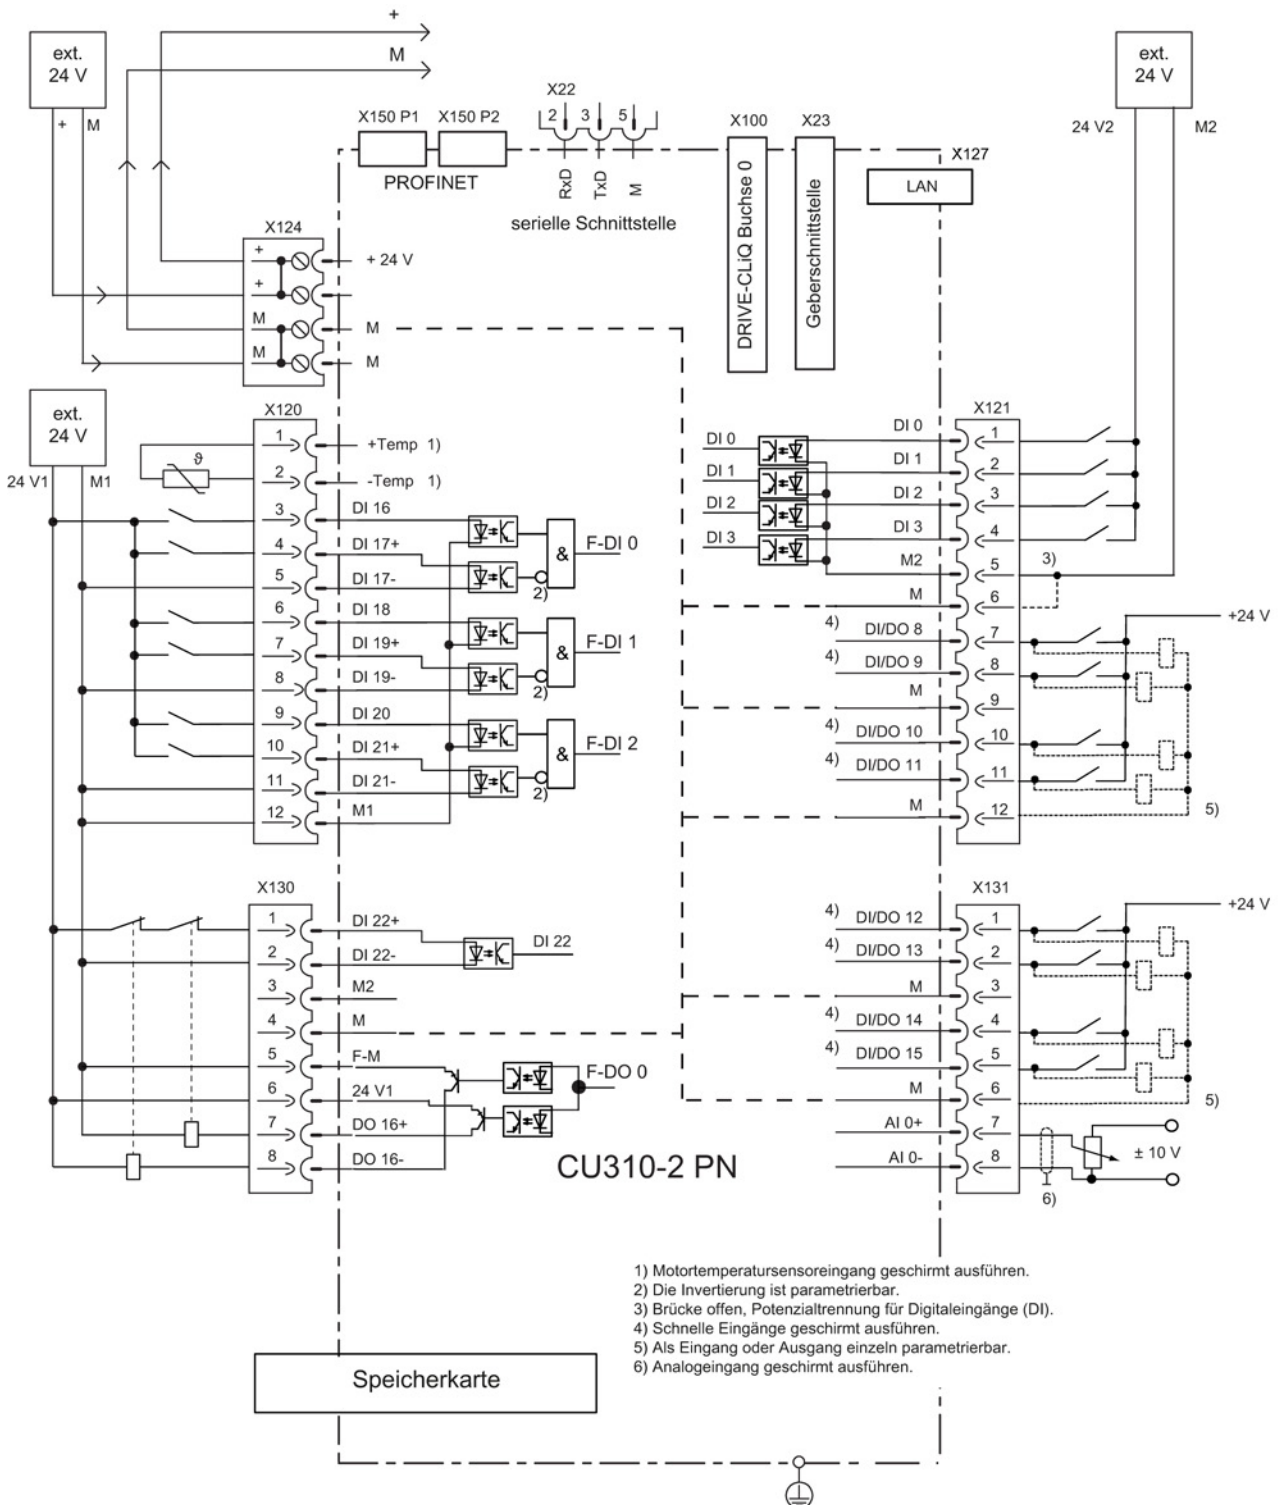 +
M
ext.
24 V
+ M
ext.
24 V
24 V2
M2
X150 P1
X150 P2
PROFINET
X22
2 3 5
RxD
TxD
M
serielle Schnittstelle
X100
DRIVE-CLiQ Buchse 0
X23
Geberschnittstelle
X127
LAN
X124
+
+ 24 V
+
M
M
M
M
ext.
24 V
24 V1
M1
X120
ϑ
1 +Temp 1)
2 -Temp 1)
3 DI 16
4 DI 17+
5 DI 17-
6 DI 18
7 DI 19+
8 DI 19-
9 DI 20
10 DI 21+
11 DI 21-
12 M1
&
F-DI 0
2)
&
F-DI 1
2)
&
F-DI 2
2)
X121
DI 0 DI 0 1
DI 1 DI 1 2
DI 2 DI 2 3
DI 3 DI 3 4
M2 5 3)
M 6
+24 V
4) DI/DO 8 7
4) DI/DO 9 8
M 9
4) DI/DO 10 10
4) DI/DO 11 11
M 12 5)
X130
1 DI 22+
2 DI 22-
DI 22
3 M2
4 M
5 F-M
6 24 V1
7 DO 16+
8 DO 16-
F-DO 0
X131
+24 V
4) DI/DO 12 1
4) DI/DO 13 2
M 3
4) DI/DO 14 4
4) DI/DO 15 5
M 6 5)
AI 0+ 7
AI 0- 8
± 10 V
6)
CU310-2 PN
1) Motortemperatursensoreingang geschirmt ausführen.
2) Die Invertierung ist parametrierbar.
3) Brücke offen, Potenzialtrennung für Digitaleingänge (DI).
4) Schnelle Eingänge geschirmt ausführen.
5) Als Eingang oder Ausgang einzeln parametrierbar.
6) Analogeingang geschirmt ausführen.
Speicherkarte